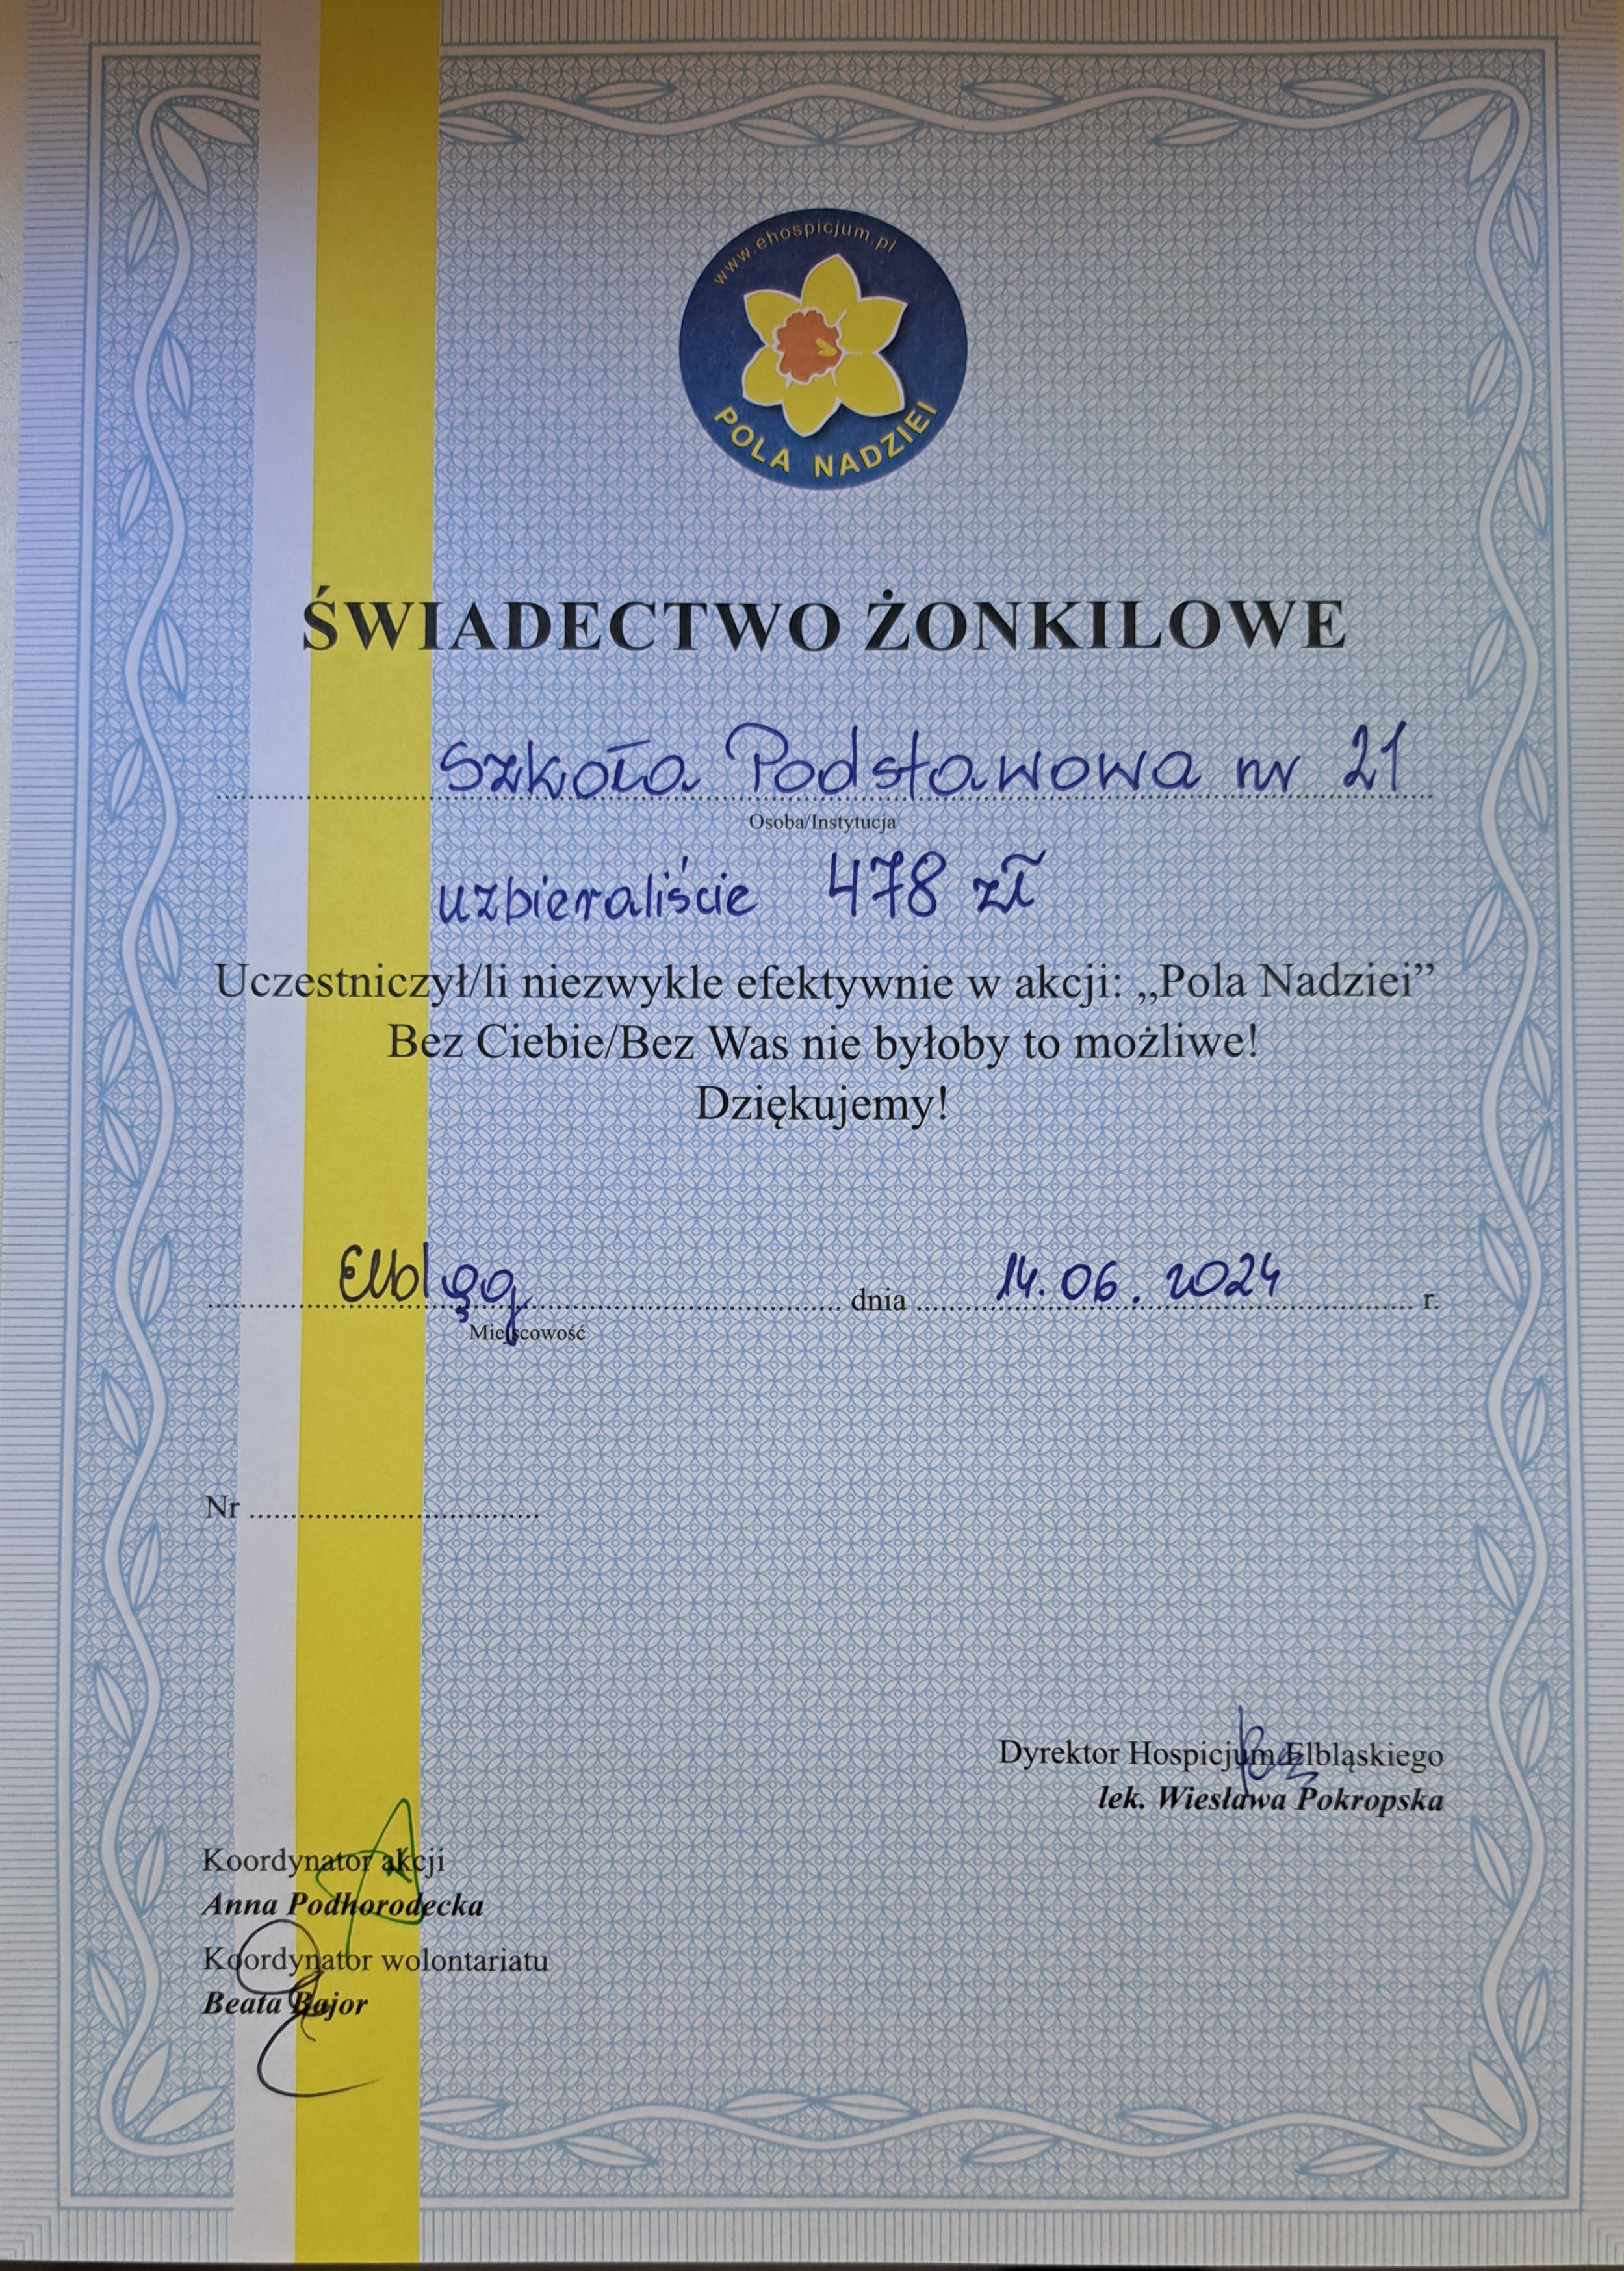 www.ehospicjum.pl
POLA NADZIEI
ŚWIADECTWO ŻONKILOWE
Szkoła Podstawowa nr 21
Osoba/Instytucja
uzbieraliście 478 zł
Uczestniczył/li niezwykle efektywnie w akcji: „Pola Nadziei”
Bez Ciebie/Bez Was nie byłoby to możliwe!
Dziękujemy!
Elbląg dnia 14.06.2024 r.
Miejscowość
Nr
Dyrektor Hospicjum Elbląskiego
lek. Wiesława Pokropska
Koordynator akcji
Anna Podhorodecka
Koordynator wolontariatu
Beata Bajor